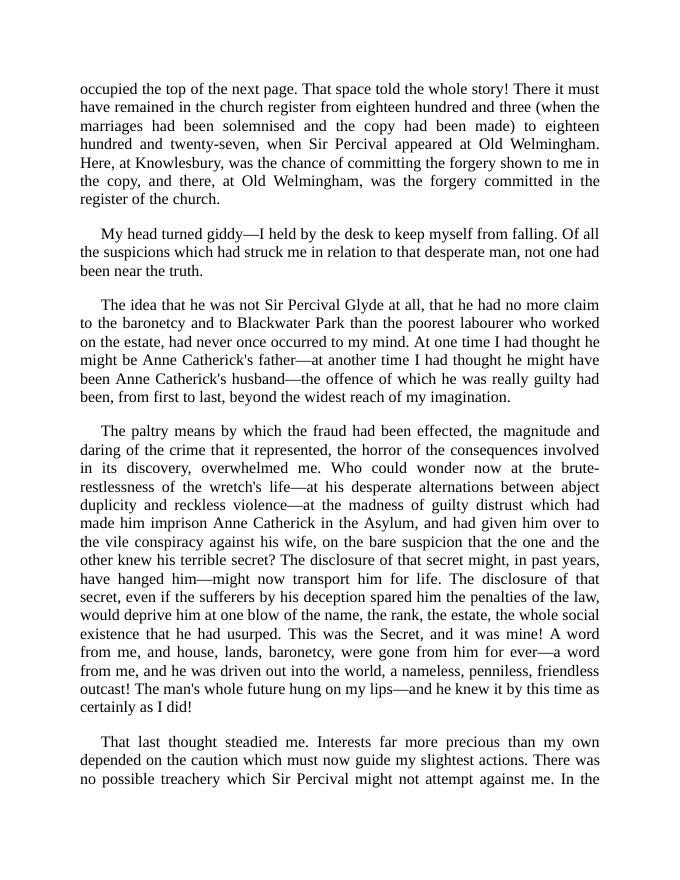 occupied the top of the next page. That space told the whole story! There it must
have remained in the church register from eighteen hundred and three (when the
marriages had been solemnised and the copy had been made) to eighteen
hundred and twenty-seven, when Sir Percival appeared at Old Welmingham.
Here, at Knowlesbury, was the chance of committing the forgery shown to me in
the copy, and there, at Old Welmingham, was the forgery committed in the
register of the church.
My head turned giddy—I held by the desk to keep myself from falling. Of all
the suspicions which had struck me in relation to that desperate man, not one had
been near the truth.
The idea that he was not Sir Percival Glyde at all, that he had no more claim
to the baronetcy and to Blackwater Park than the poorest labourer who worked
on the estate, had never once occurred to my mind. At one time I had thought he
might be Anne Catherick's father—at another time I had thought he might have
been Anne Catherick's husband—the offence of which he was really guilty had
been, from first to last, beyond the widest reach of my imagination.
The paltry means by which the fraud had been effected, the magnitude and
daring of the crime that it represented, the horror of the consequences involved
in its discovery, overwhelmed me. Who could wonder now at the brute-
restlessness of the wretch's life—at his desperate alternations between abject
duplicity and reckless violence—at the madness of guilty distrust which had
made him imprison Anne Catherick in the Asylum, and had given him over to
the vile conspiracy against his wife, on the bare suspicion that the one and the
other knew his terrible secret? The disclosure of that secret might, in past years,
have hanged him—might now transport him for life. The disclosure of that
secret, even if the sufferers by his deception spared him the penalties of the law,
would deprive him at one blow of the name, the rank, the estate, the whole social
existence that he had usurped. This was the Secret, and it was mine! A word
from me, and house, lands, baronetcy, were gone from him for ever—a word
from me, and he was driven out into the world, a nameless, penniless, friendless
outcast! The man's whole future hung on my lips—and he knew it by this time as
certainly as I did!
That last thought steadied me. Interests far more precious than my own
depended on the caution which must now guide my slightest actions. There was
no possible treachery which Sir Percival might not attempt against me. In the